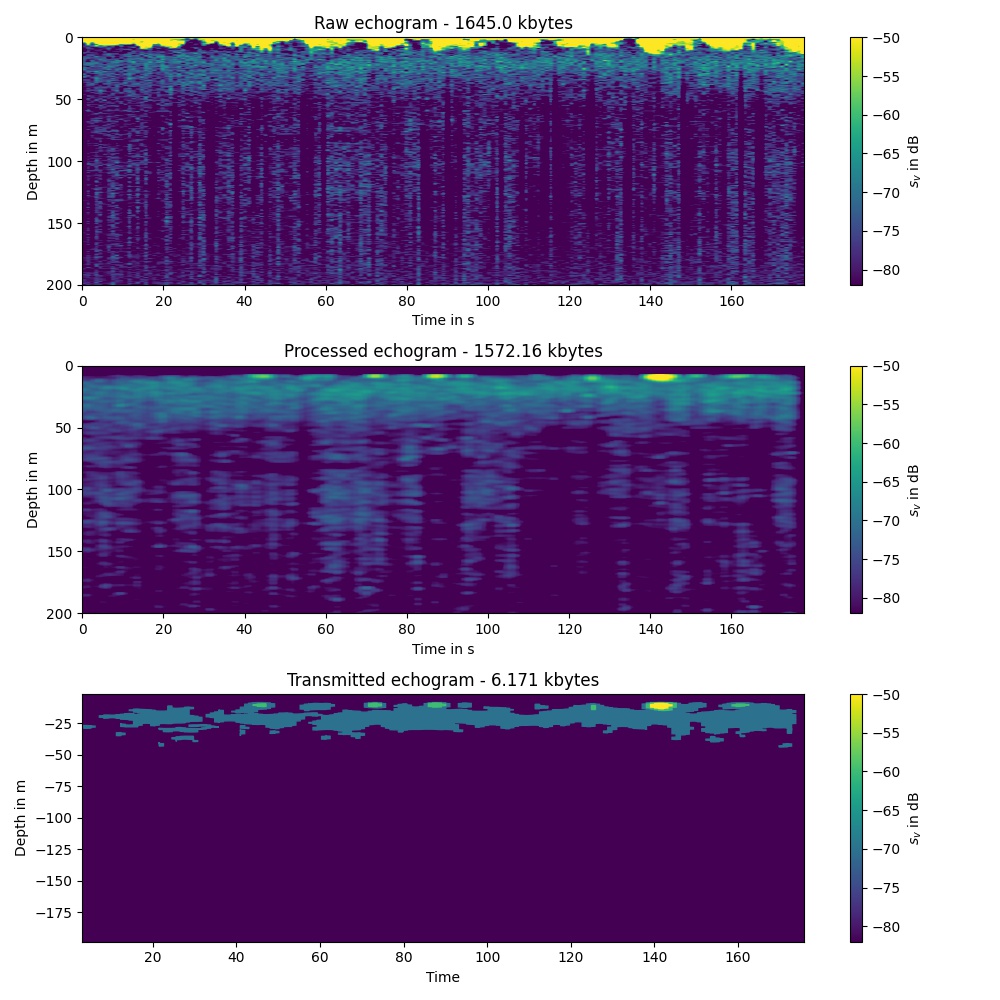 Raw echogram - 1645.0 kbytes
0
50
100
150
200
Depth in m
0 20 40 60 80 100 120 140 160
Time in s
−50
−55
−60
−65
−70
−75
−80
sv in dB
Processed echogram - 1572.16 kbytes
0
50
100
150
200
Depth in m
0 20 40 60 80 100 120 140 160
Time in s
−50
−55
−60
−65
−70
−75
−80
sv in dB
Transmitted echogram - 6.171 kbytes
−25
−50
−75
−100
−125
−150
−175
Depth in m
20 40 60 80 100 120 140 160
Time
−50
−55
−60
−65
−70
−75
−80
sv in dB